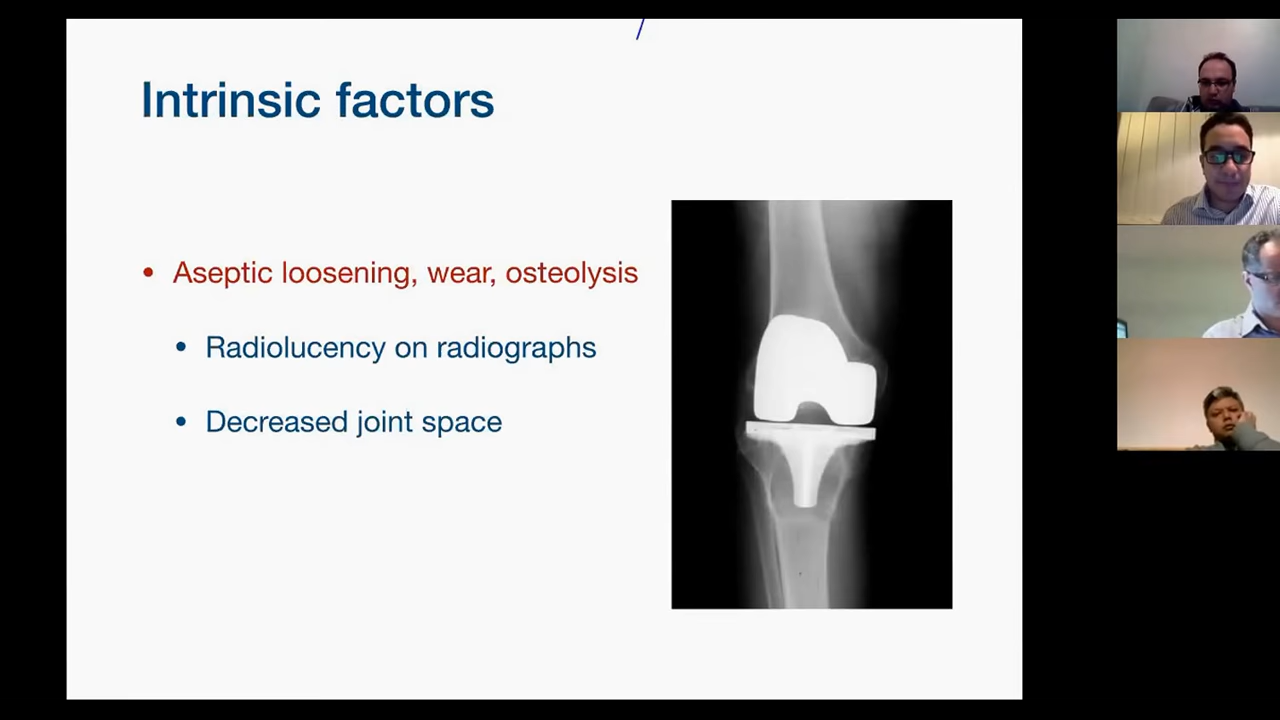 Intrinsic factors
• Aseptic loosening, wear, osteolysis
• Radiolucency on radiographs
• Decreased joint space